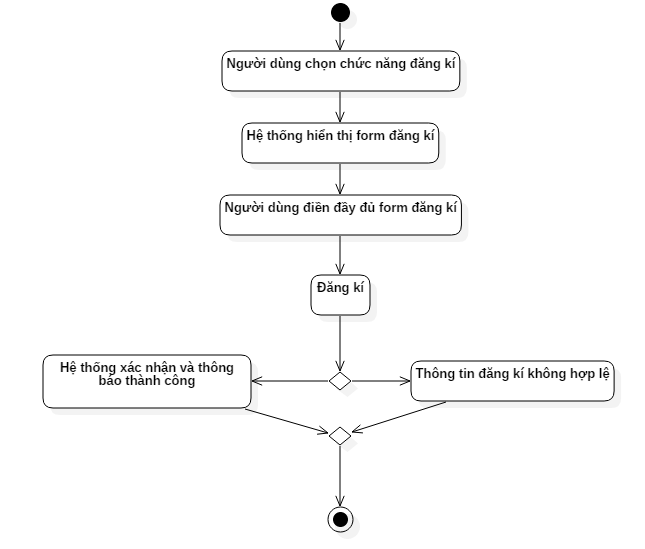 Người dùng chọn chức năng đăng kí
Hệ thống hiển thị form đăng kí
Người dùng điền đầy đủ form đăng kí
Đăng kí
Hệ thống xác nhận và thông
báo thành công
Thông tin đăng kí không hợp lệ